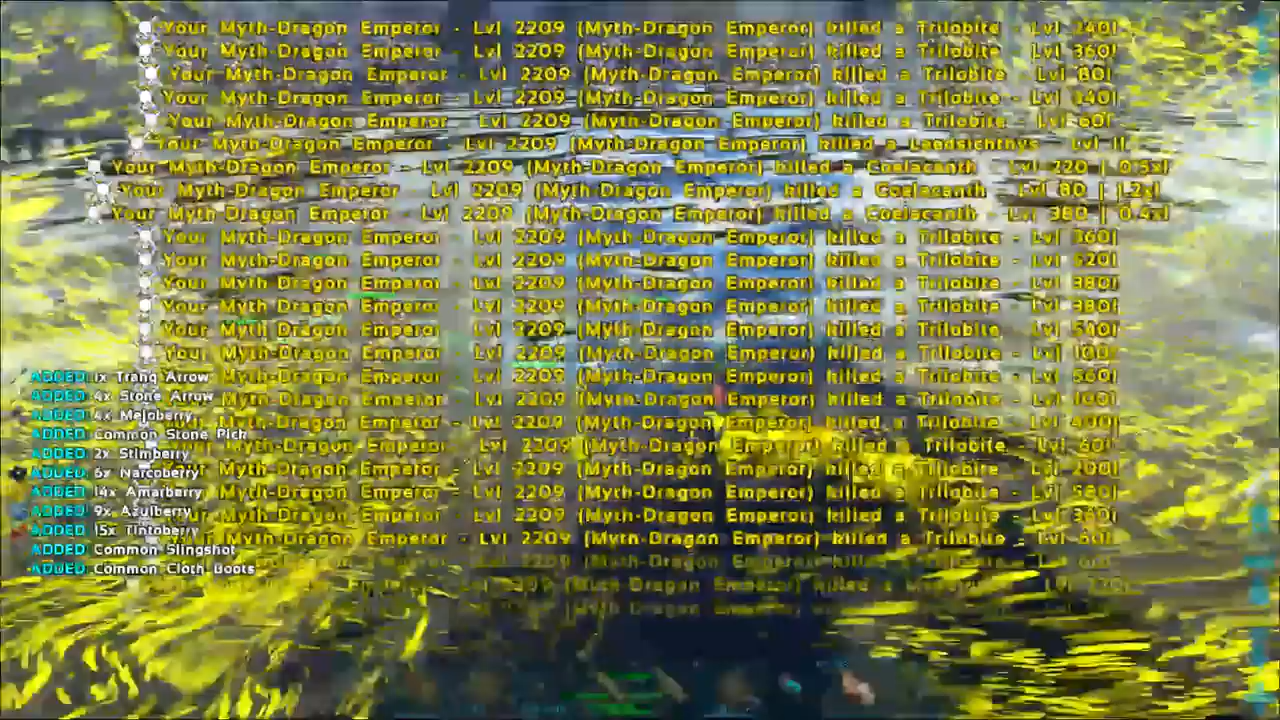 Your Myth-Dragon Emperor - Lvl 2209 (Myth-Dragon Emperor) killed a Trilobite - Lvl 240!
Your Myth-Dragon Emperor - Lvl 2209 (Myth-Dragon Emperor) killed a Trilobite - Lvl 360!
Your Myth-Dragon Emperor - Lvl 2209 (Myth-Dragon Emperor) killed a Trilobite - Lvl 80!
Your Myth-Dragon Emperor - Lvl 2209 (Myth-Dragon Emperor) killed a Trilobite - Lvl 340!
Your Myth-Dragon Emperor - Lvl 2209 (Myth-Dragon Emperor) killed a Trilobite - Lvl 60!
Your Myth-Dragon Emperor - Lvl 2209 (Myth-Dragon Emperor) killed a Leedsichthys - Lvl
Your Myth-Dragon Emperor - Lvl 2209 (Myth-Dragon Emperor) killed a Coelacanth - Lvl 220 | 0.5x!
Your Myth-Dragon Emperor - Lvl 2209 (Myth-Dragon Emperor) killed a Coelacanth - Lvl 80 | 1.2x!
Your Myth-Dragon Emperor - Lvl 2209 (Myth-Dragon Emperor) killed a Coelacanth - Lvl 380 | 0.4x!
Your Myth-Dragon Emperor - Lvl 2209 (Myth-Dragon Emperor) killed a Trilobite - Lvl 360!
Your Myth-Dragon Emperor - Lvl 2209 (Myth-Dragon Emperor) killed a Trilobite - Lvl 520!
Your Myth-Dragon Emperor - Lvl 2209 (Myth-Dragon Emperor) killed a Trilobite - Lvl 380!
Your Myth-Dragon Emperor - Lvl 2209 (Myth-Dragon Emperor) killed a Trilobite - Lvl 380!
Your Myth-Dragon Emperor - Lvl 2209 (Myth-Dragon Emperor) killed a Trilobite - Lvl
Your Myth-Dragon Emperor - Lvl 2209 (Myth-Dragon Emperor) killed a Trilobite - Lvl 100!
Myth-Dragon Emperor - Lvl 2209 (Myth-Dragon Emperor) killed a Trilobite - Lvl 560!
ADDED: 1x Tranq Arrow
Myth-Dragon Emperor - Lvl 2209 (Myth-Dragon Emperor) killed a Trilobite - Lvl
ADDED: 4x Stone Arrow
ADDED: 4x Mejoberry
Myth-Dragon Emperor - Lvl 2209 (Myth-Dragon Emperor) killed a Trilobite - Lvl
ADDED: Common Stone Pick
Myth-Dragon Emperor - Lvl 2209 (Myth-Dragon Emperor) killed a Trilobite - Lvl 60!
ADDED: 2x Stimberry
ADDED: 6x Narcoberry
Myth-Dragon Emperor - Lvl 2209 (Myth-Dragon Emperor) killed a Trilobite - Lvl 200!
ADDED: 14x Amarberry
Myth-Dragon Emperor - Lvl 2209 (Myth-Dragon Emperor) killed a Trilobite - Lvl
ADDED: 9x Azulberry
Myth-Dragon Emperor - Lvl 2209 (Myth-Dragon Emperor) killed a Trilobite - Lvl
ADDED: 15x Tintoberry
Myth-Dragon Emperor - Lvl 2209 (Myth-Dragon Emperor) killed a Trilobite - Lvl 60!
ADDED: Common Slingshot
ADDED: Common Cloth Boots